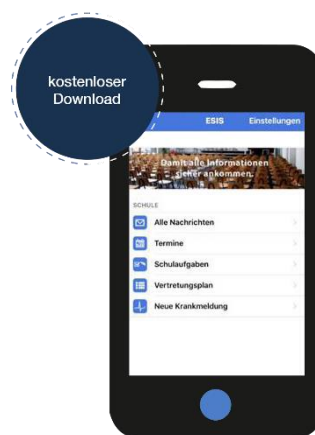 kostenloser
Download
ESIS Einstellungen
Damit alle Informationen
sicher ankommen.
SCHULE
Alle Nachrichten
Termine
Schulaufgaben
Vertretungsplan
Neue Krankmeldung